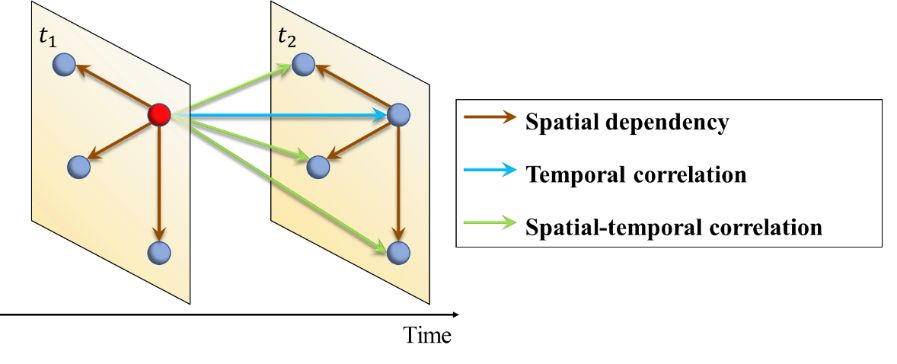 t₁
t₂
Spatial dependency
Temporal correlation
Spatial-temporal correlation
Time